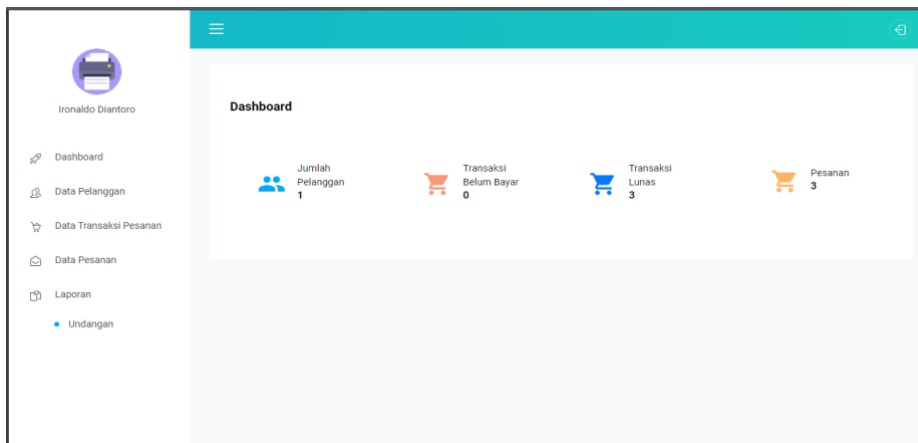 Ironaldo Diantoro
Dashboard
Data Pelanggan
Data Transaksi Pesanan
Data Pesanan
Laporan
Undangan
Dashboard
Jumlah
Pelanggan
1
Transaksi
Belum Bayar
0
Transaksi
Lunas
3
Pesanan
3